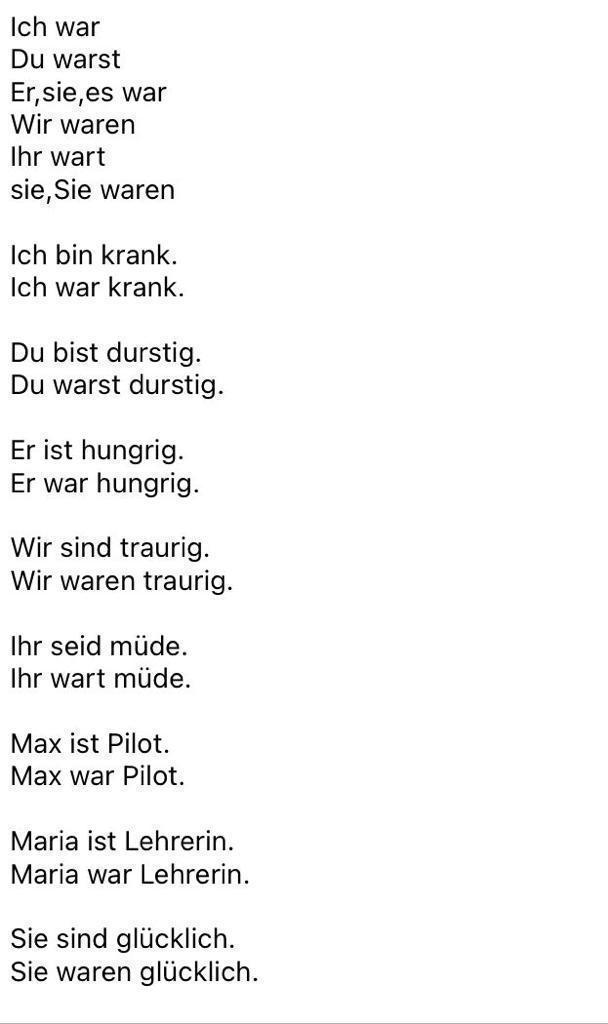 Ich war
Du warst
Er,sie,es war
Wir waren
Ihr wart
sie,Sie waren
Ich bin krank.
Ich war krank.
Du bist durstig.
Du warst durstig.
Er ist hungrig.
Er war hungrig.
Wir sind traurig.
Wir waren traurig.
Ihr seid müde.
Ihr wart müde.
Max ist Pilot.
Max war Pilot.
Maria ist Lehrerin.
Maria war Lehrerin.
Sie sind glücklich.
Sie waren glücklich.